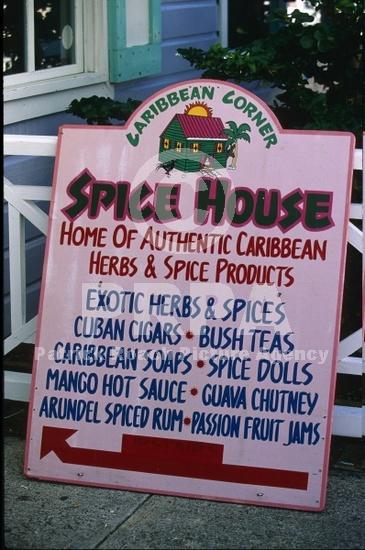 CARIBBEAN CORNER
SPICE HOUSE
HOME OF AUTHENTIC CARIBBEAN
HERBS & SPICE PRODUCTS
EXOTIC HERBS & SPICES
CUBAN CIGARS • BUSH TEAS
CARIBBEAN SOAPS • SPICE DOLLS
MANGO HOT SAUCE • GUAVA CHUTNEY
ARUNDEL SPICED RUM • PASSION FRUIT JAMS